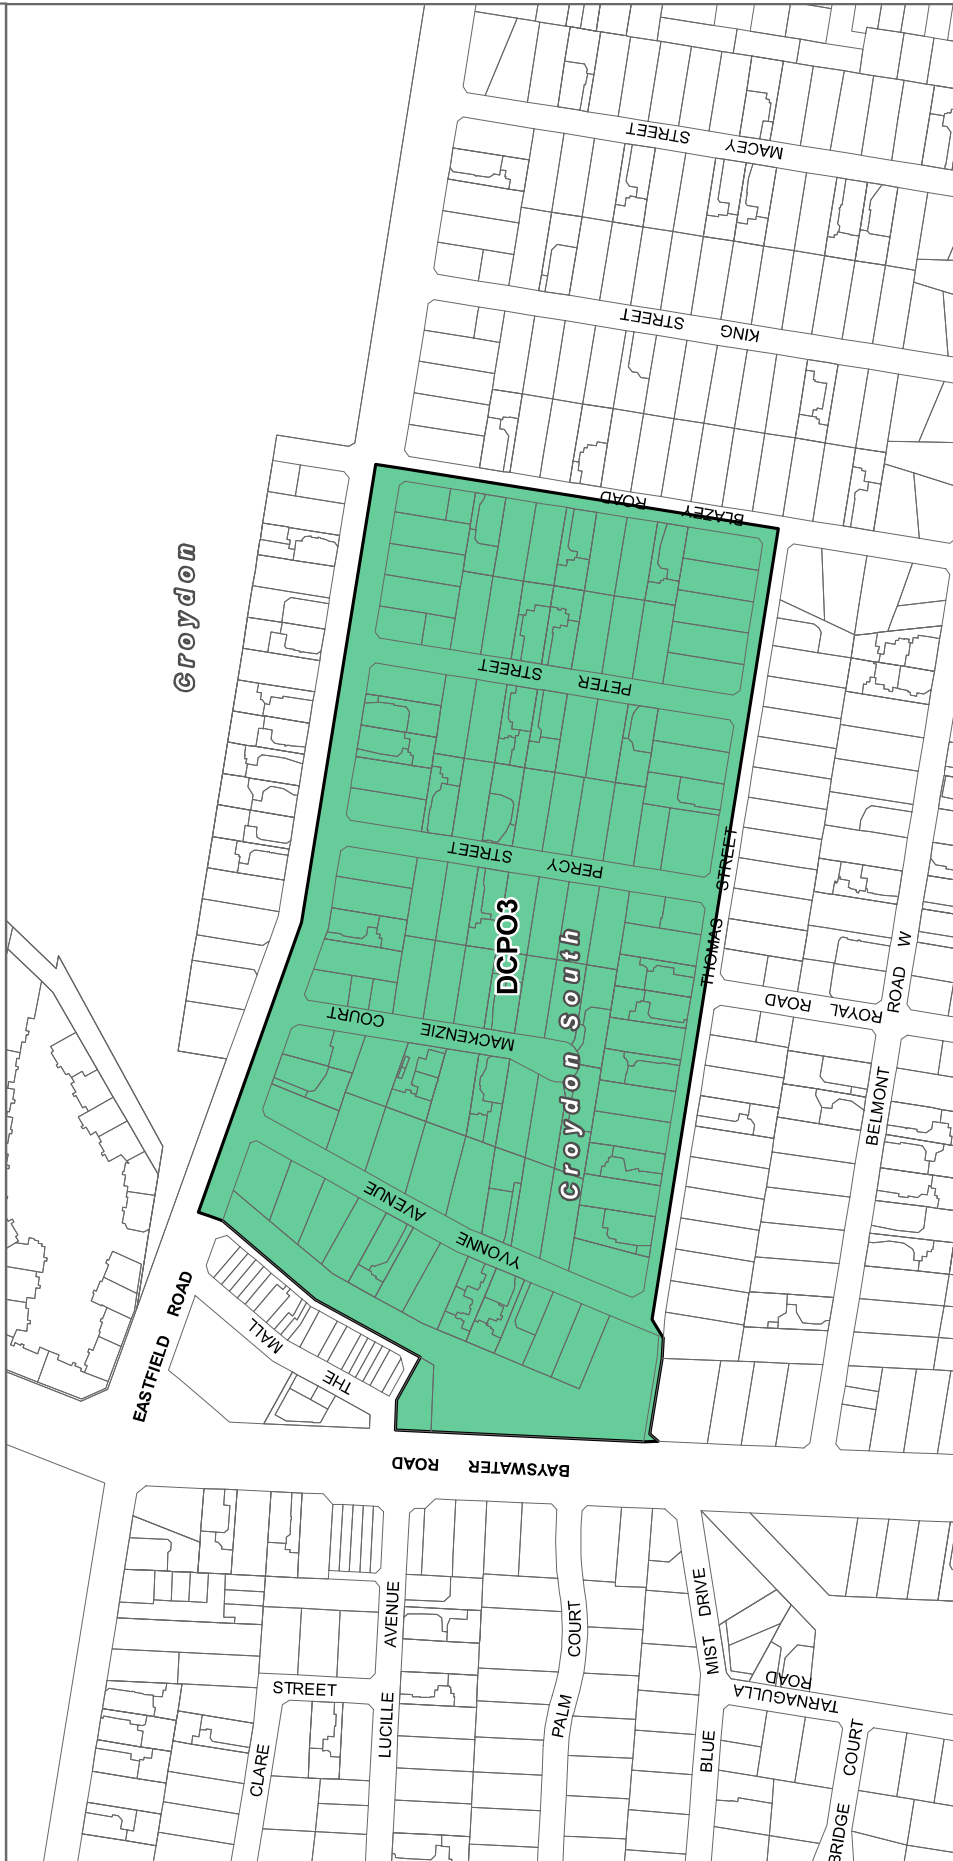 MACEY STREET
KING STREET
BLAZEY ROAD
Croydon
PETER STREET
PERCY STREET
THOMAS STREET
DCPO3
Croydon South
ROAD W
ROYAL ROAD
MACKENZIE COURT
BELMONT
YVONNE AVENUE
EASTFIELD ROAD
THE MALL
BAYSWATER ROAD
LUCILLE AVENUE
PALM COURT
BLUE MIST DRIVE
TARNAGULLA ROAD
CLARE STREET
BRIDGE COURT